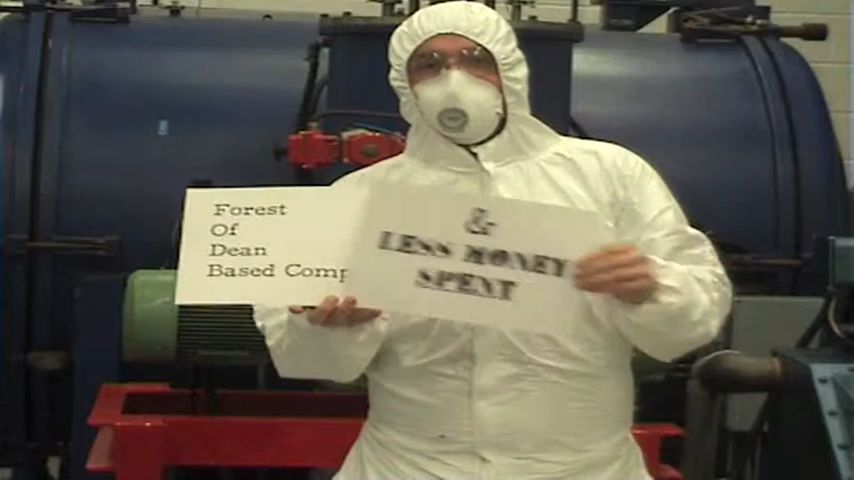 Forest
Of
Dean
Based Comp
&
LESS MONEY
SPENT